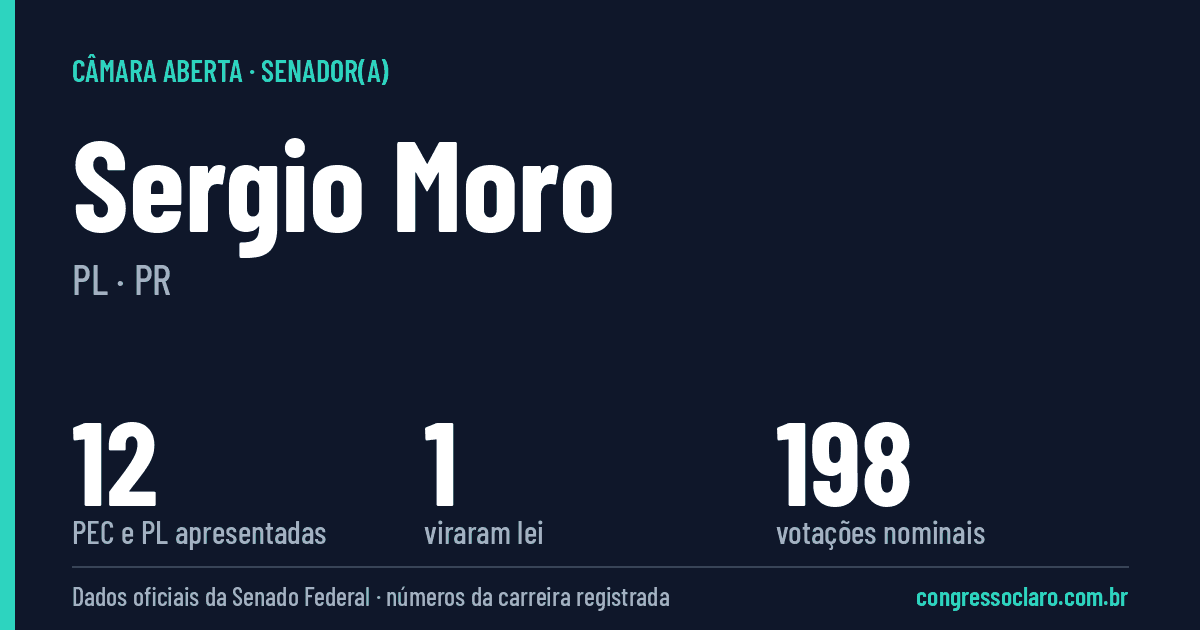 CÂMARA ABERTA · SENADOR(A)
Sergio Moro
PL · PR
12
PEC e PL apresentadas
1
viraram lei
198
votações nominais
Dados oficiais da Senado Federal · números da carreira registrada
congressoclaro.com.br